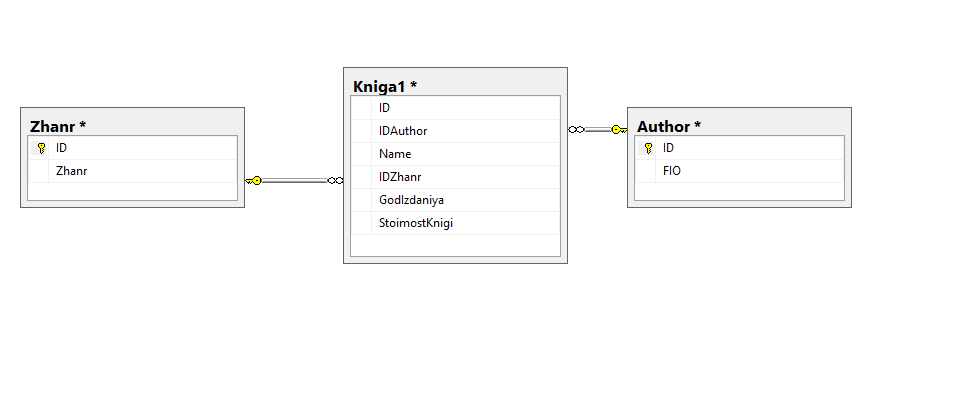 Zhanr *
ID
Zhanr
Kniga1 *
ID
IDAuthor
Name
IDZhanr
GodIzdaniya
StoimostKnigi
Author *
ID
FIO